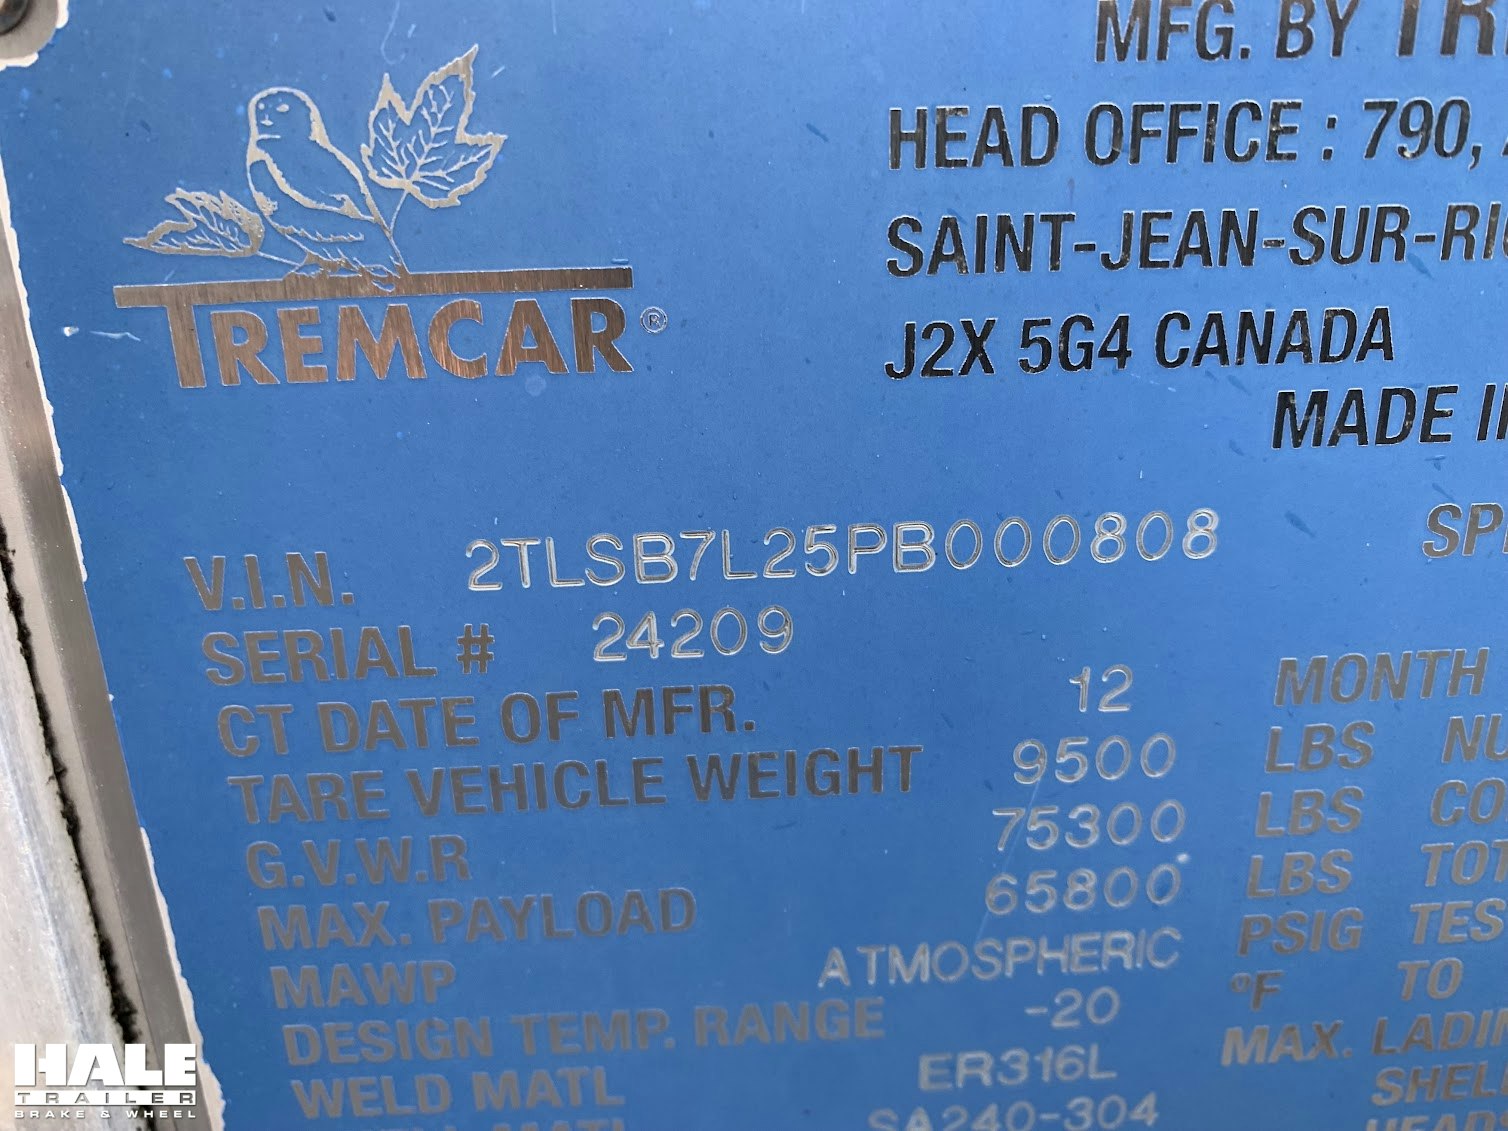 MFG. BY
HEAD OFFICE : 790,
SAINT-JEAN-SUR-
J2X 5G4 CANADA
MADE
TREMCAR®
V.I.N. 2TLSB7L25PB000808
SERIAL # 24209
CT DATE OF MFR. 12 MONTH
TARE VEHICLE WEIGHT 9500 LBS
G.V.W.R 75300 LBS
MAX. PAYLOAD 65800 LBS
MAWP ATMOSPHERIC PSIG
DESIGN TEMP. RANGE -20 °F TO
WELD MATL ER316L MAX.
SA240-304
HALE
TRAILER
BRAKE & WHEEL